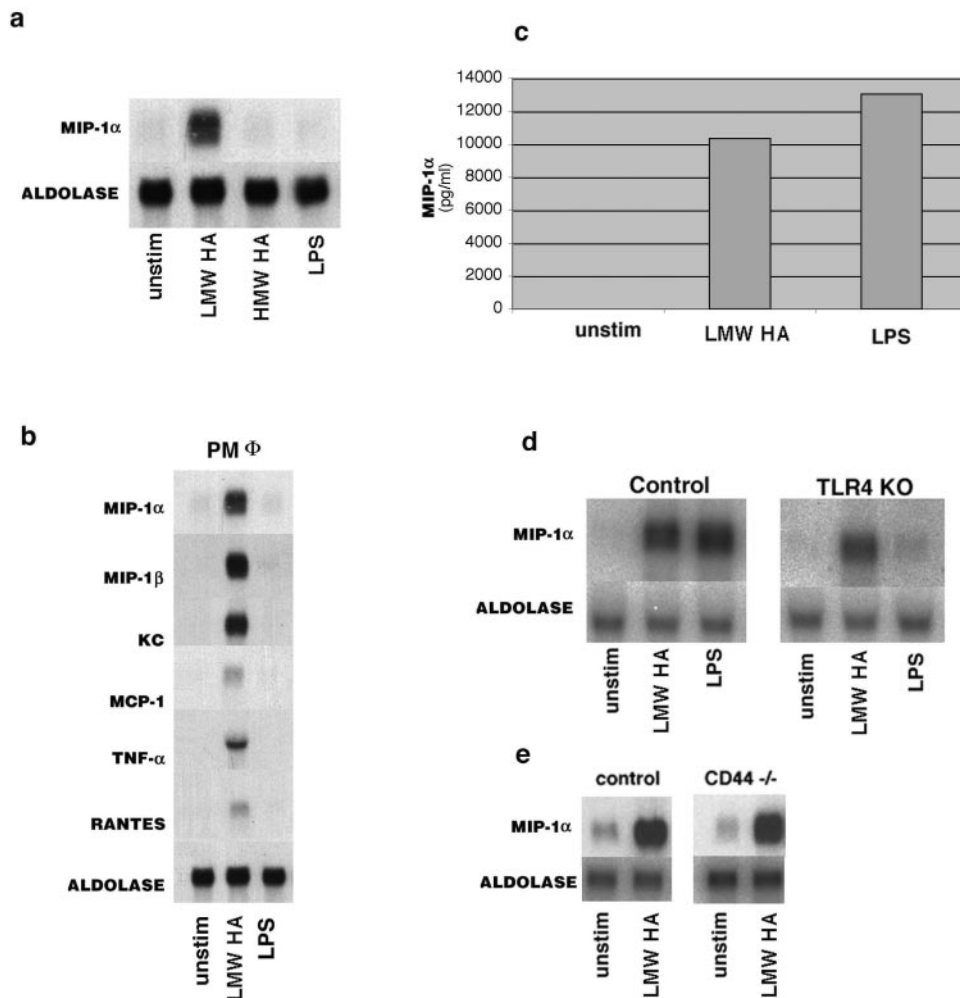 a
MIP-1α
ALDOLASE
unstim
LMW HA
HMW HA
LPS
c
14000
12000
10000
8000
6000
4000
2000
0
MIP-1α
(pg/ml)
unstim
LMW HA
LPS
b
PM Φ
MIP-1α
MIP-1β
KC
MCP-1
TNF-α
RANTES
ALDOLASE
unstim
LMW HA
LPS
d
Control
TLR4 KO
MIP-1α
ALDOLASE
unstim
LMW HA
LPS
unstim
LMW HA
LPS
e
control
CD44 -/-
MIP-1α
ALDOLASE
unstim
LMW HA
unstim
LMW HA